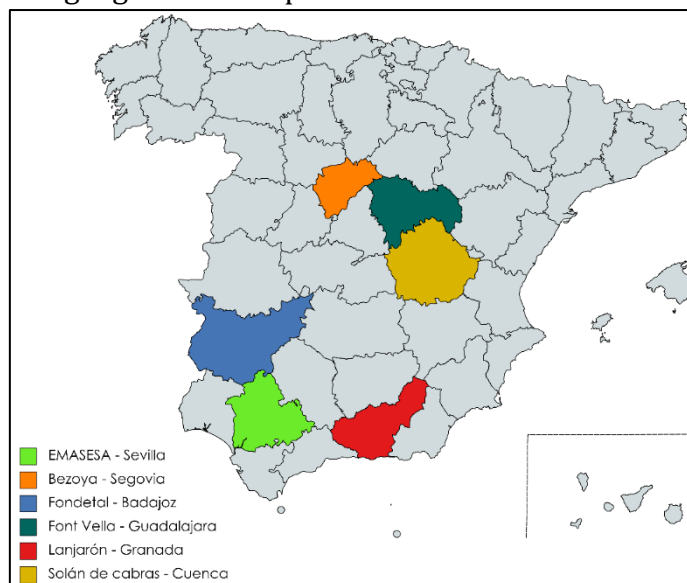 EMASESA - Sevilla
Bezoya - Segovia
Fondetal - Badajoz
Font Vella - Guadalajara
Lanjarón - Granada
Solán de cabras - Cuenca